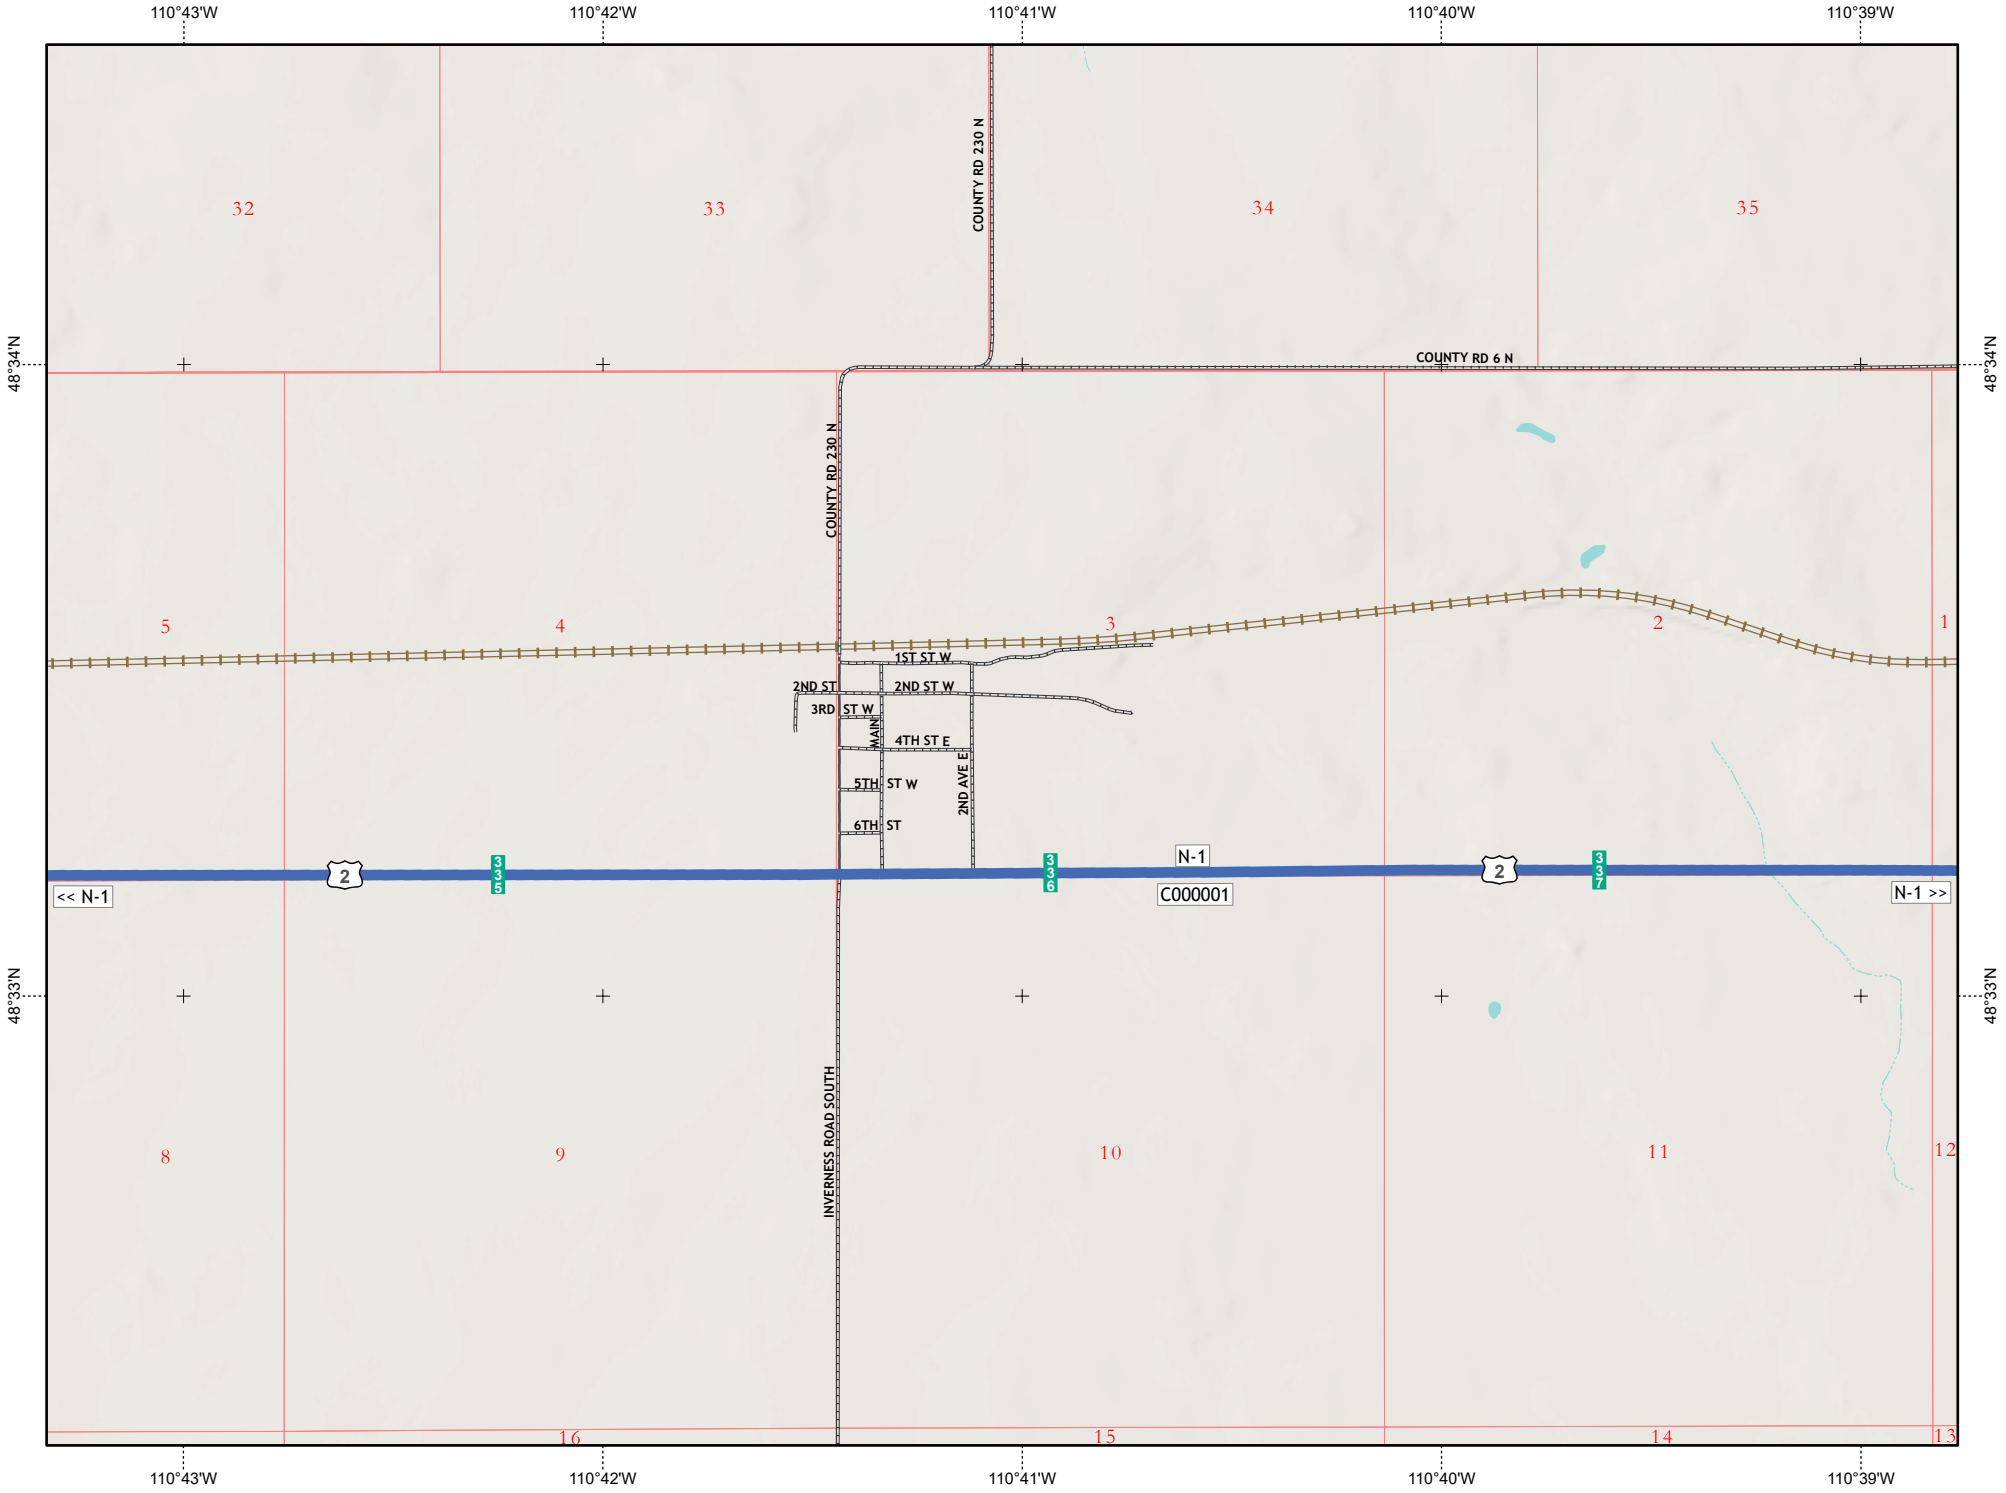 110°43'W
110°42'W
110°41'W
110°40'W
110°39'W
COUNTY RD 230 N
32
33
34
35
48°34'N
48°34'N
COUNTY RD 6 N
COUNTY RD 230 N
5
4
3
2
1
1ST ST W
2ND ST
2ND ST W
3RD ST W
MAIN
4TH ST E
2ND AVE E
5TH ST W
6TH ST
2
335
336
N-1
2
337
<< N-1
C000001
N-1 >>
48°33'N
48°33'N
INVERNESS ROAD SOUTH
8
9
10
11
12
16
15
14
13
110°43'W
110°42'W
110°41'W
110°40'W
110°39'W